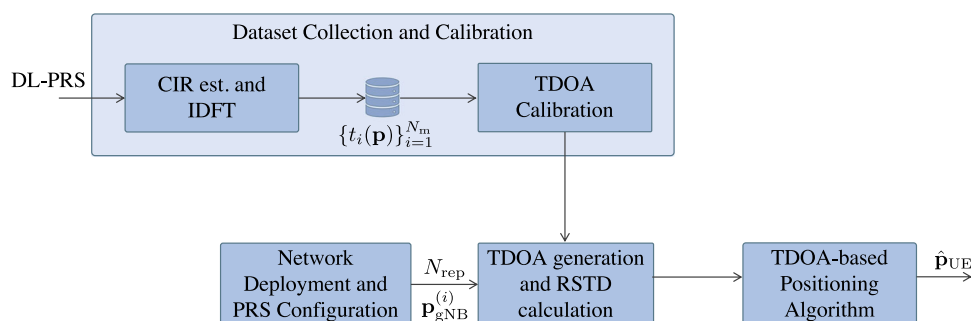 Dataset Collection and Calibration
DL-PRS
CIR est. and
IDFT
{t_i(𝐩)}_{i=1}^{N_m}
TDOA
Calibration
Network
Deployment and
PRS Configuration
N_rep
𝐩_gNB^(i)
TDOA generation
and RSTD
calculation
TDOA-based
Positioning
Algorithm
𝐩̂_UE